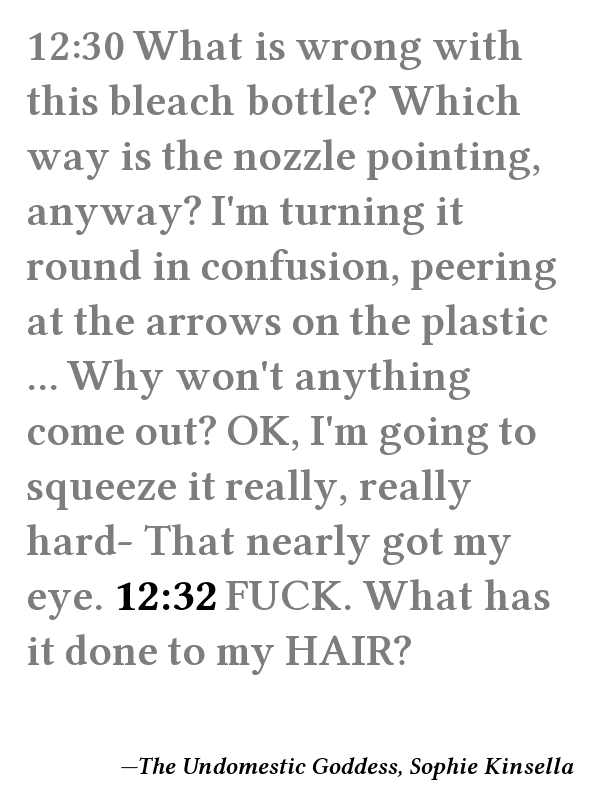 12:30 What is wrong with
this bleach bottle? Which
way is the nozzle pointing,
anyway? I'm turning it
round in confusion, peering
at the arrows on the plastic
... Why won't anything
come out? OK, I'm going to
squeeze it really, really
hard– That nearly got my
eye. 12:32 FUCK. What has
it done to my HAIR?
—The Undomestic Goddess, Sophie Kinsella